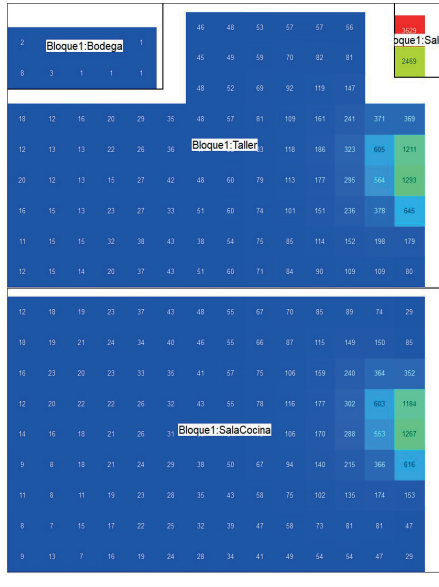 46 48 53 57 57 56 3529
2 Bloque1:Bodega 1 oque1:Sal
45 49 59 70 82 81 2469
8 3 1 1 1
48 52 69 92 119 147
18 12 16 20 29 35 48 57 81 109 161 241 371 369
12 13 13 22 26 36 Bloque1:Taller 118 186 323 605 1211
20 12 13 15 27 42 48 60 79 113 177 295 564 1293
16 15 13 23 27 33 51 60 74 101 151 236 378 645
11 15 15 32 38 43 38 54 75 85 114 152 198 179
12 15 14 20 37 43 51 60 71 84 90 109 109 80
12 18 19 23 37 43 48 55 67 70 85 89 74 29
18 19 21 24 34 40 46 55 66 87 115 149 150 85
16 23 20 23 33 35 41 57 75 106 159 240 364 352
12 20 22 22 26 32 43 55 78 116 177 302 603 1184
14 16 18 21 26 31 Bloque1:SalaCocina 106 170 288 553 1267
9 8 18 21 24 29 38 50 67 94 140 215 366 616
11 8 11 19 23 28 35 43 58 75 102 135 174 153
8 7 15 17 22 25 32 39 47 58 73 81 81 47
9 13 7 16 19 24 28 34 41 49 54 54 47 29